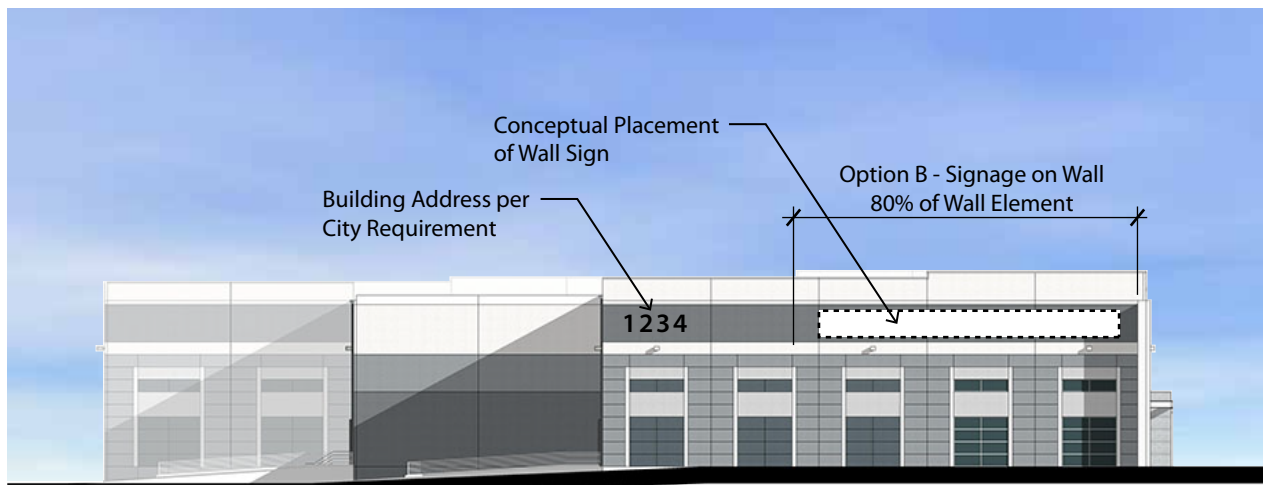 Conceptual Placement
of Wall Sign
Option B - Signage on Wall
80% of Wall Element
Building Address per
City Requirement
1234